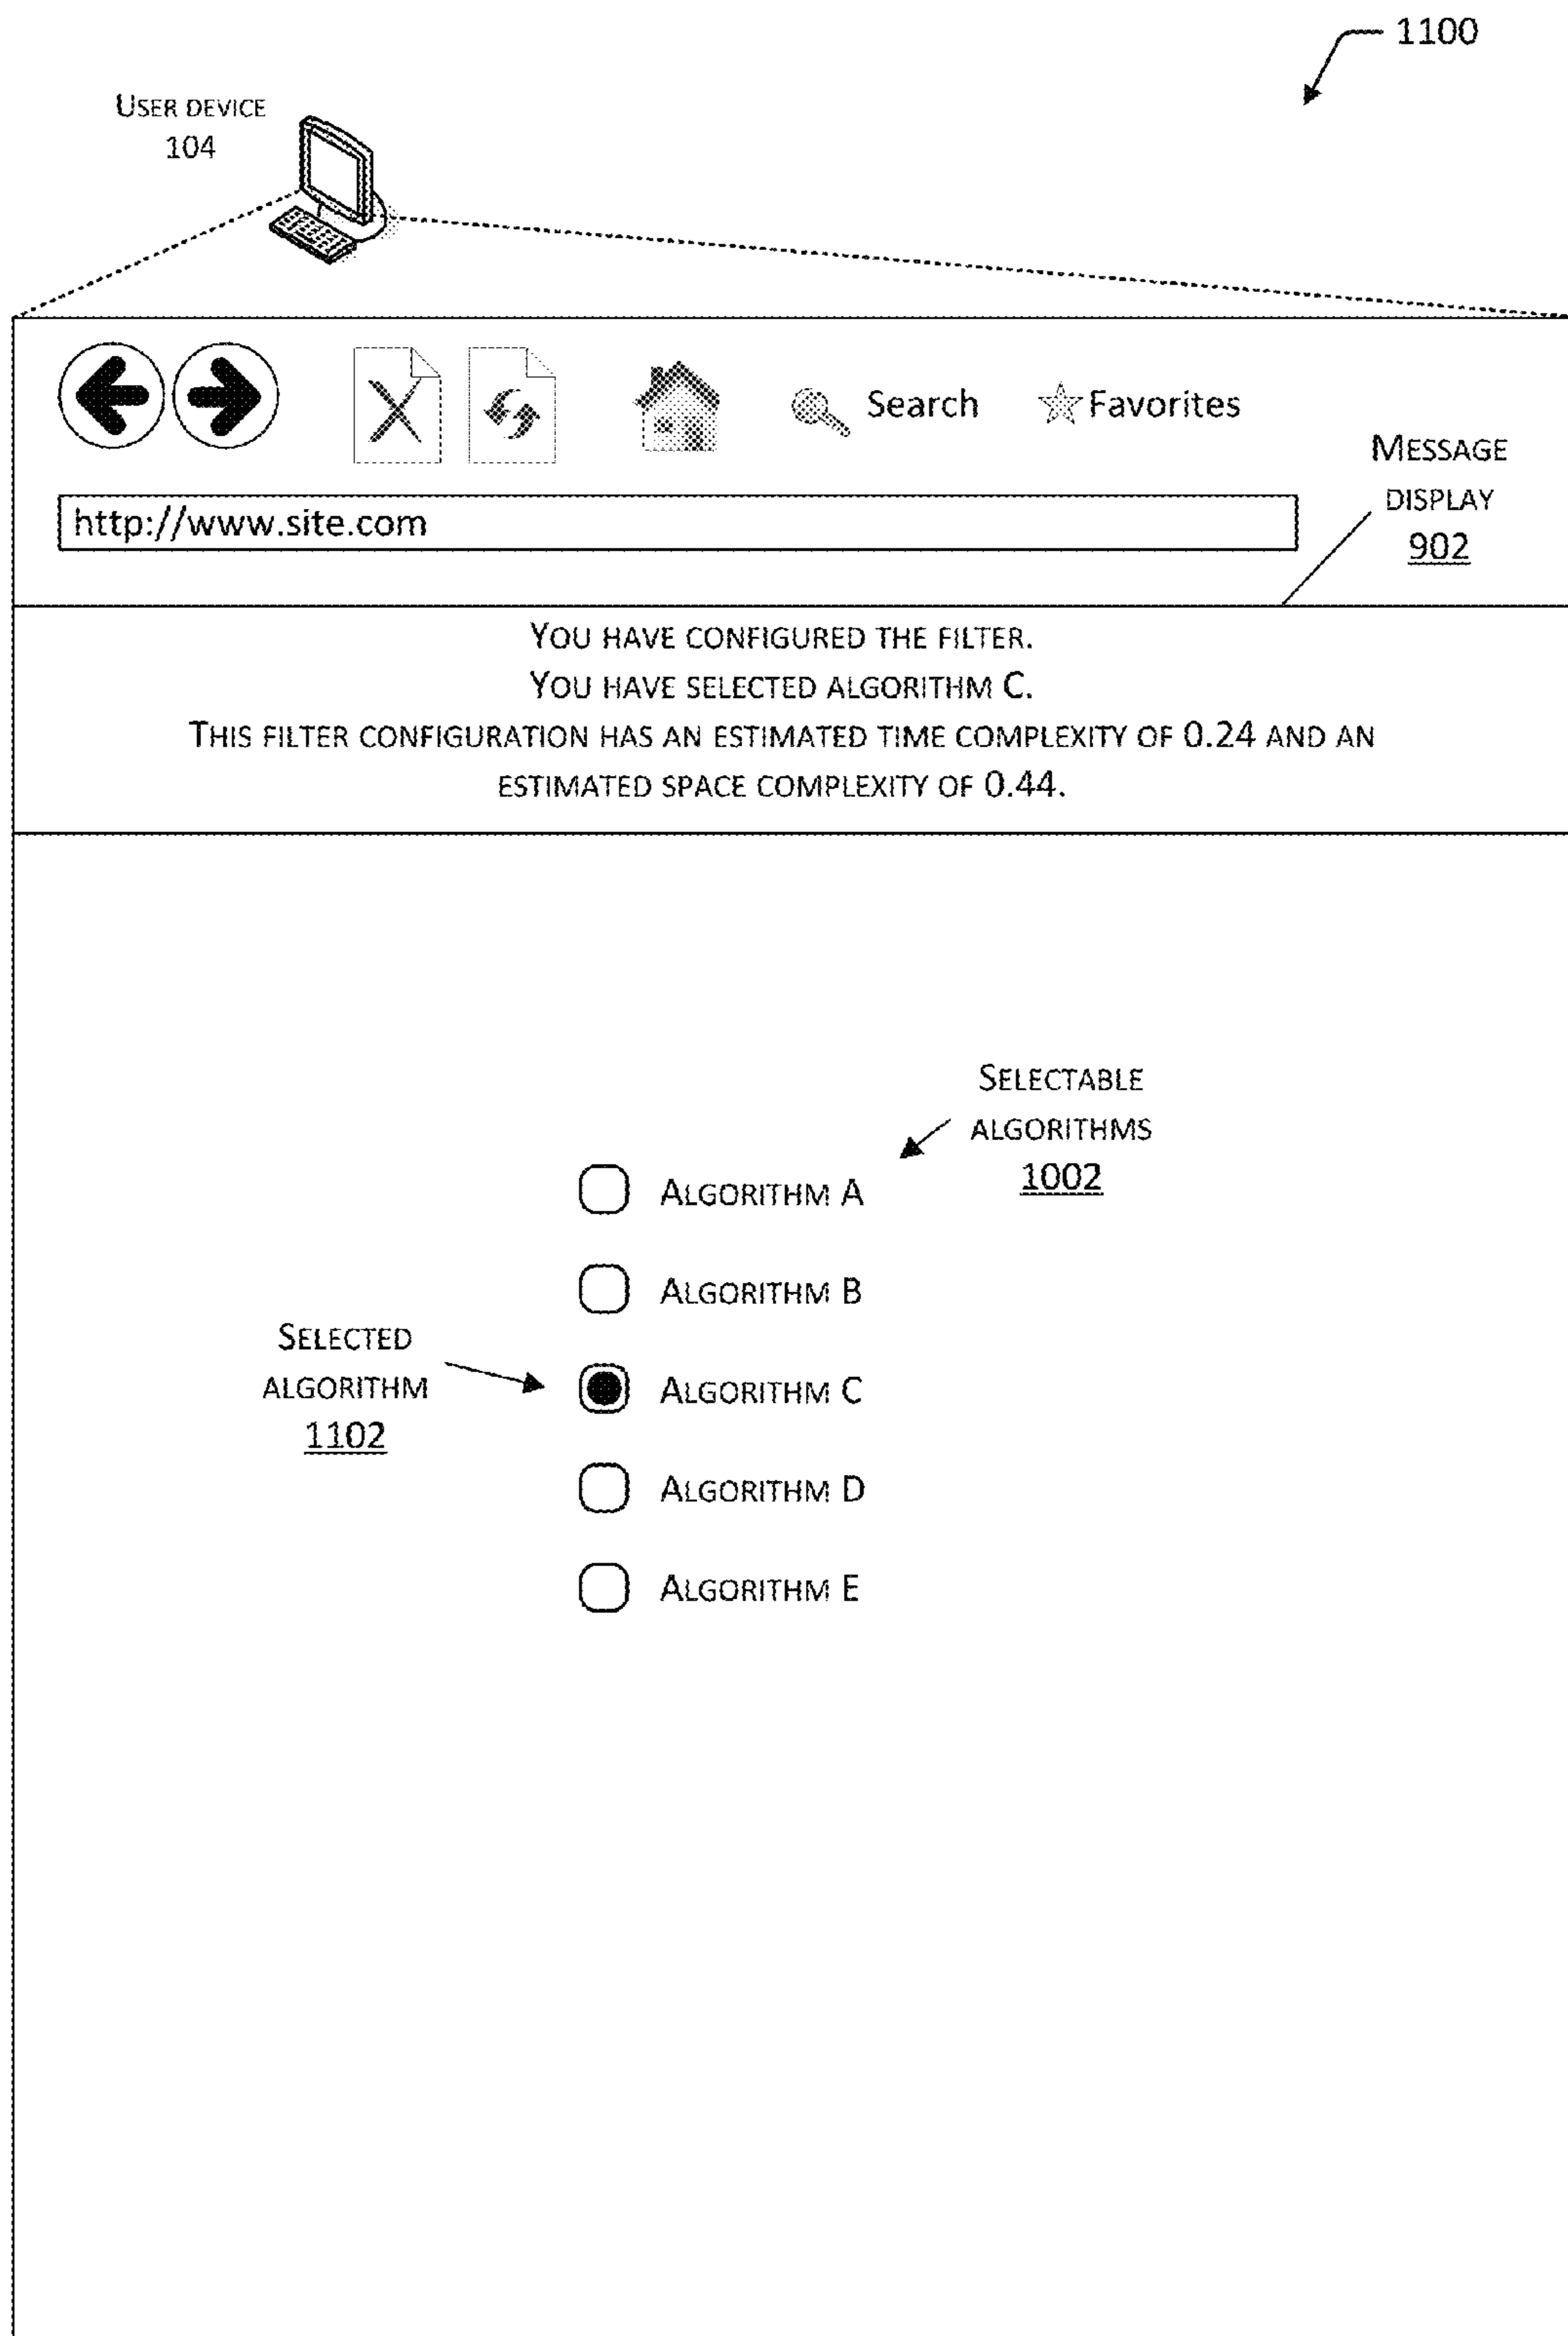 1100
USER DEVICE
104
Search
Favorites
MESSAGE
DISPLAY
902
http://www.site.com
YOU HAVE CONFIGURED THE FILTER.
YOU HAVE SELECTED ALGORITHM C.
THIS FILTER CONFIGURATION HAS AN ESTIMATED TIME COMPLEXITY OF 0.24 AND AN
ESTIMATED SPACE COMPLEXITY OF 0.44.
SELECTABLE
ALGORITHMS
1002
ALGORITHM A
ALGORITHM B
SELECTED
ALGORITHM
1102
ALGORITHM C
ALGORITHM D
ALGORITHM E